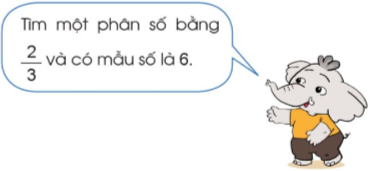 Tìm một phân số bằng
2/3 và có mẫu số là 6.